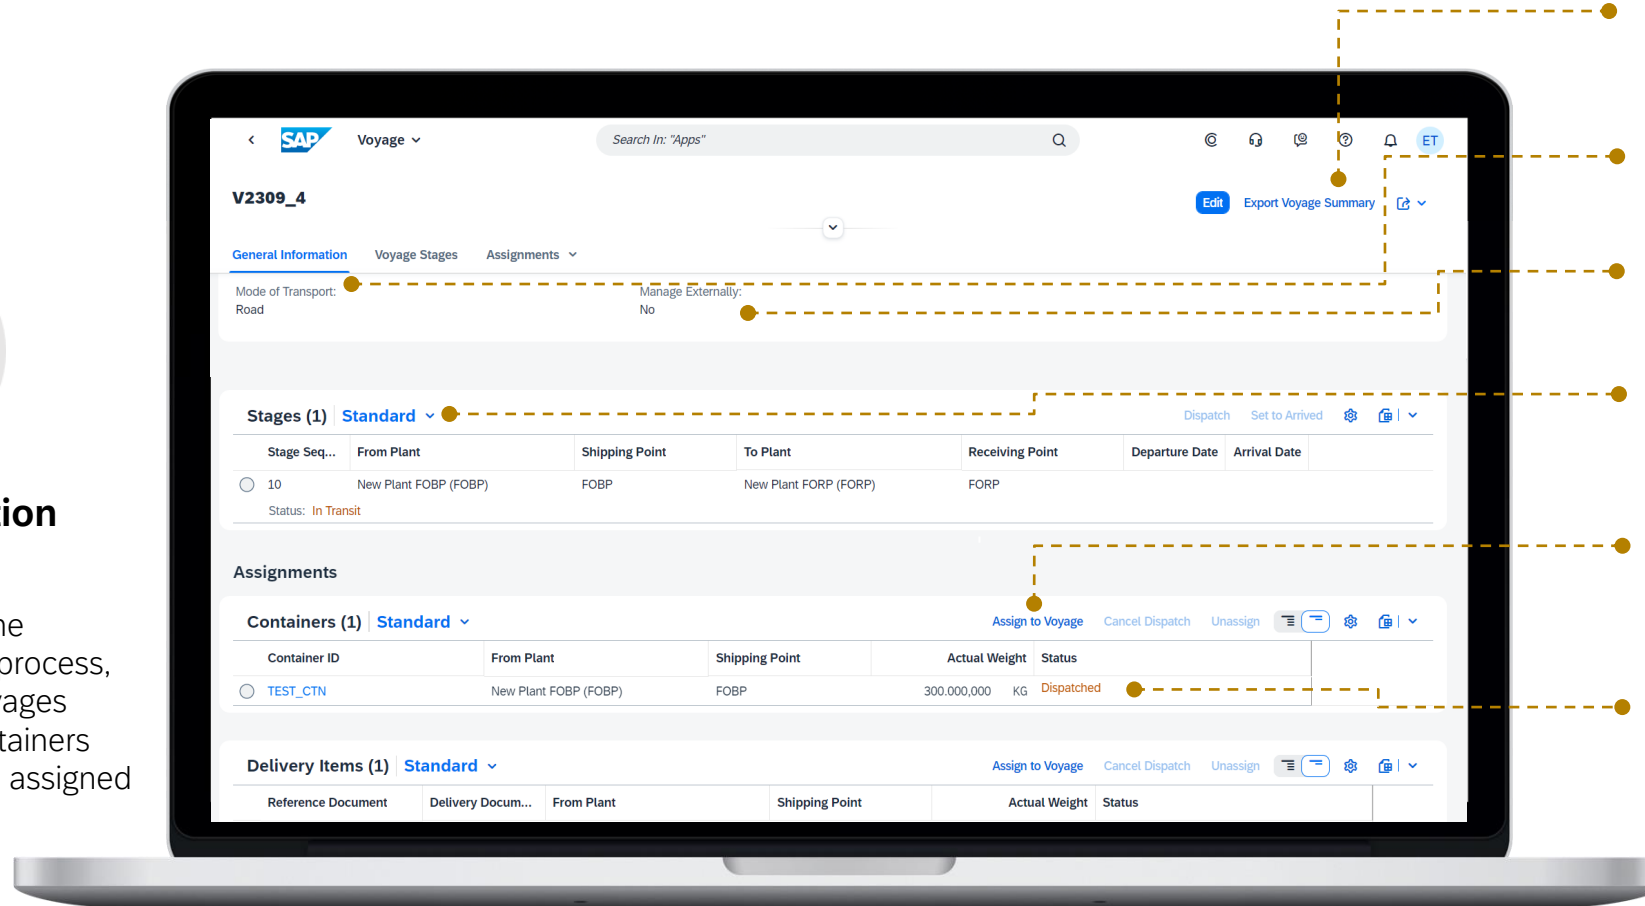 SAP
Voyage
Search In: "Apps"
ET
V2309_4
Edit
Export Voyage Summary
General Information
Voyage Stages
Assignments
Mode of Transport:
Manage Externally:
Road
No
Stages (1)
Standard
Dispatch
Set to Arrived
Stage Seq...
From Plant
Shipping Point
To Plant
Receiving Point
Departure Date
Arrival Date
10
New Plant FOBP (FOBP)
FOBP
New Plant FORP (FORP)
FORP
Status: In Transit
Assignments
Containers (1)
Standard
Assign to Voyage
Cancel Dispatch
Unassign
Container ID
From Plant
Shipping Point
Actual Weight
Status
TEST_CTN
New Plant FOBP (FOBP)
FOBP
300.000,000 KG
Dispatched
Delivery Items (1)
Standard
Assign to Voyage
Cancel Dispatch
Unassign
Reference Document
Delivery Docum...
From Plant
Shipping Point
Actual Weight
Status
process,
assigned